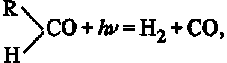 R
CO + hν = H₂ + CO,
H